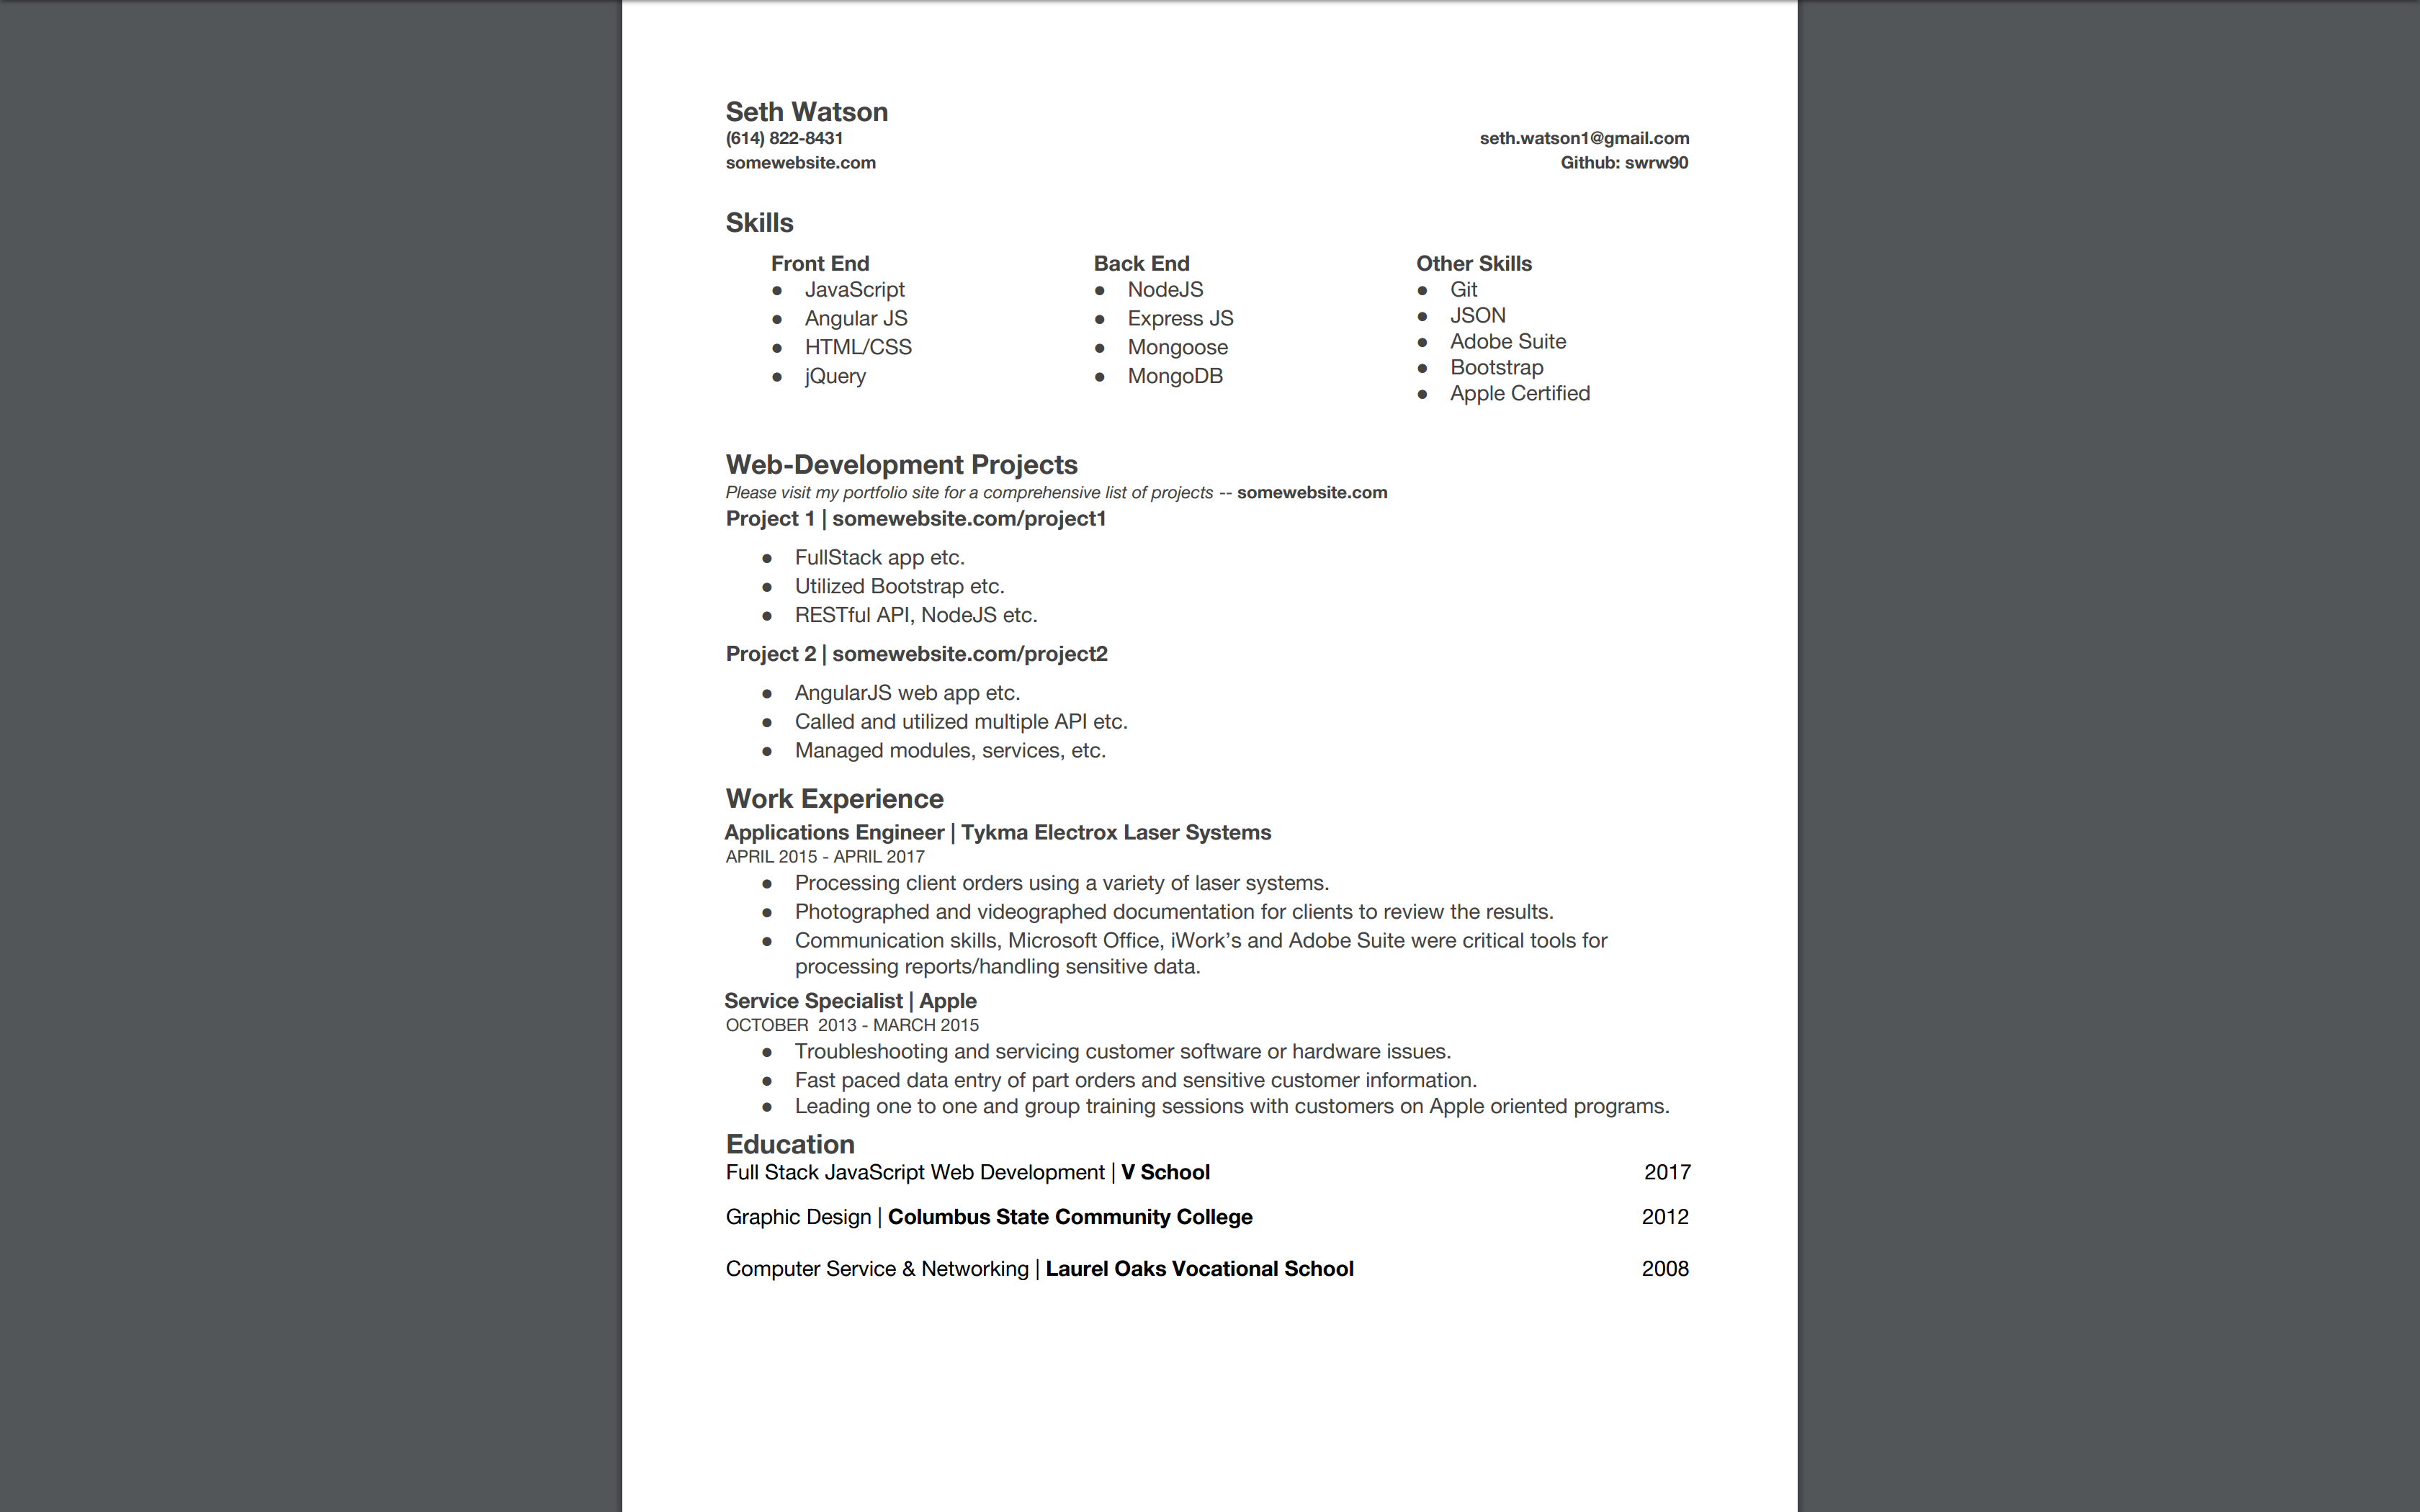 Seth Watson
(614) 822-8431 seth.watson1@gmail.com
somewebsite.com Github: swrw90
Skills
Front End Back End Other Skills
● JavaScript ● NodeJS ● Git
● Angular JS ● Express JS ● JSON
● HTML/CSS ● Mongoose ● Adobe Suite
● jQuery ● MongoDB ● Bootstrap
● Apple Certified
Web-Development Projects
Please visit my portfolio site for a comprehensive list of projects -- somewebsite.com
Project 1 | somewebsite.com/project1
● FullStack app etc.
● Utilized Bootstrap etc.
● RESTful API, NodeJS etc.
Project 2 | somewebsite.com/project2
● AngularJS web app etc.
● Called and utilized multiple API etc.
● Managed modules, services, etc.
Work Experience
Applications Engineer | Tykma Electrox Laser Systems
APRIL 2015 - APRIL 2017
● Processing client orders using a variety of laser systems.
● Photographed and videographed documentation for clients to review the results.
● Communication skills, Microsoft Office, iWork’s and Adobe Suite were critical tools for
processing reports/handling sensitive data.
Service Specialist | Apple
OCTOBER  2013 - MARCH 2015
● Troubleshooting and servicing customer software or hardware issues.
● Fast paced data entry of part orders and sensitive customer information.
● Leading one to one and group training sessions with customers on Apple oriented programs.
Education
Full Stack JavaScript Web Development | V School 2017
Graphic Design | Columbus State Community College 2012
Computer Service & Networking | Laurel Oaks Vocational School 2008